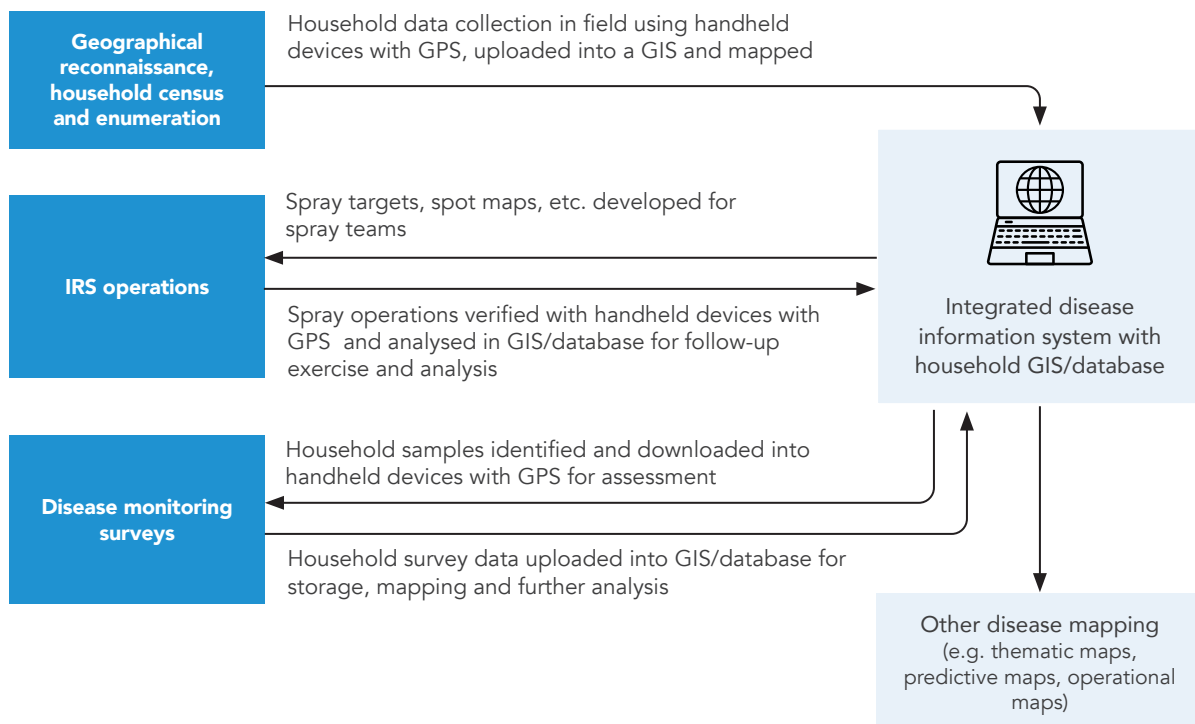 Geographical
reconnaissance,
household census
and enumeration
Household data collection in field using handheld
devices with GPS, uploaded into a GIS and mapped
IRS operations
Spray targets, spot maps, etc. developed for
spray teams
Spray operations verified with handheld devices with
GPS  and analysed in GIS/database for follow-up
exercise and analysis
Integrated disease
information system with
household GIS/database
Disease monitoring
surveys
Household samples identified and downloaded into
handheld devices with GPS for assessment
Household survey data uploaded into GIS/database for
storage, mapping and further analysis
Other disease mapping
(e.g. thematic maps,
predictive maps, operational
maps)